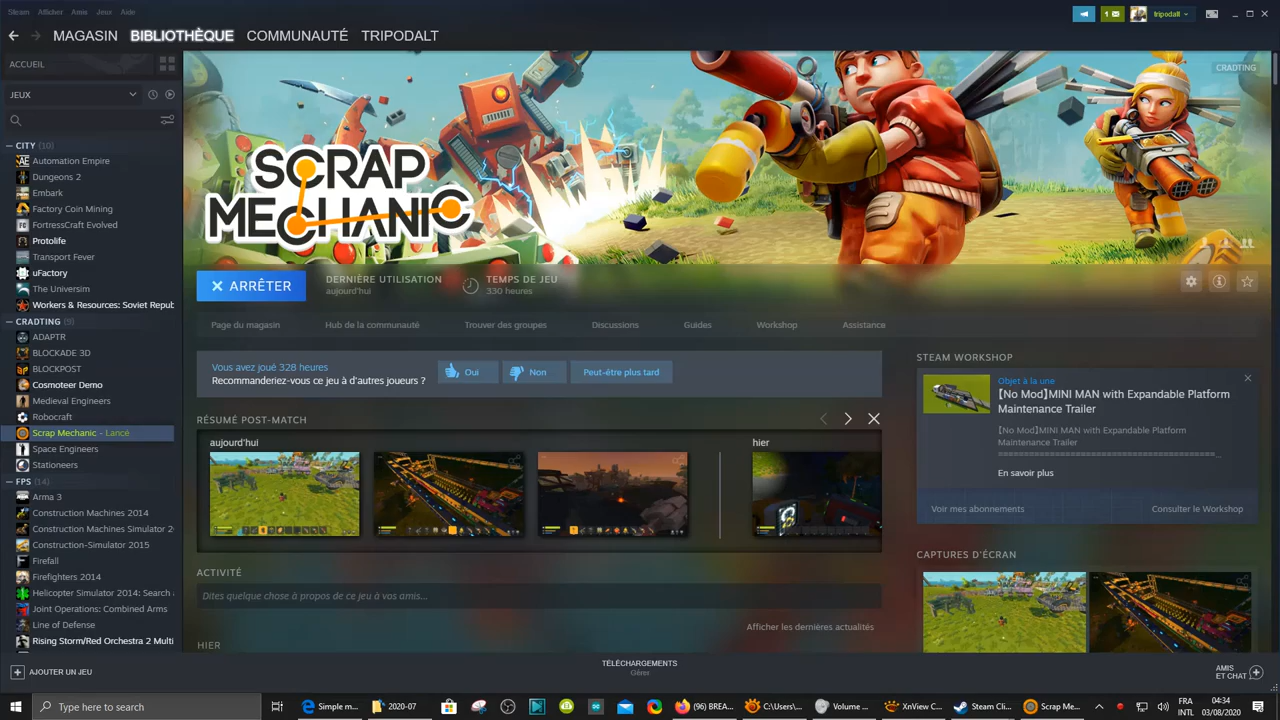 Steam Afficher Amis Jeux Aide
1
tripodalt
MAGASIN BIBLIOTHÈQUE COMMUNAUTÉ TRIPODALT
ACCUEIL
JEUX
CITY (10)
Automation Empire
Dungeons 2
Embark
Factory Coin Mining
FortressCraft Evolved
Protolife
Transport Fever
uFactory
The Universim
Workers & Resources: Soviet Repub
CRADTING (9)
ADAPTR
BLOCKADE 3D
BLOCKPOST
Cosmoteer Demo
Medieval Engineers
Robocraft
Scrap Mechanic - Lancé
Space Engineers
Stationeers
FPS (14)
Arma 3
Construction Machines 2014
Construction Machines Simulator 2
Construction-Simulator 2015
Firefall
Firefighters 2014
Helicopter Simulator 2014: Search
Joint Operations: Combined Arms
Line of Defense
Rising Storm/Red Orchestra 2 Multi
AJOUTER UN JEU
CRADTING
SCRAP
MECHANIC
ARRÊTER
DERNIÈRE UTILISATION
aujourd'hui
TEMPS DE JEU
330 heures
Page du magasin Hub de la communauté Trouver des groupes Discussions Guides Workshop Assistance
Vous avez joué 328 heures
Recommanderiez-vous ce jeu à d'autres joueurs ?
Oui Non Peut-être plus tard
RÉSUMÉ POST-MATCH
aujourd'hui
hier
ACTIVITÉ
Dites quelque chose à propos de ce jeu à vos amis...
Afficher les dernières actualités
HIER
STEAM WORKSHOP
Objet à la une
【No Mod】MINI MAN with Expandable Platform
Maintenance Trailer
【No Mod】MINI MAN with Expandable Platform
Maintenance Trailer
En savoir plus
Voir mes abonnements Consulter le Workshop
CAPTURES D'ÉCRAN
TÉLÉCHARGEMENTS
Gérer
AMIS
ET CHAT
Type here to search
Simple m...
2020-07
(96) BREA...
C:\Users\...
Volume ...
XnView C...
Steam Cli...
Scrap Me...
FRA
INTL
04:34
03/08/2020